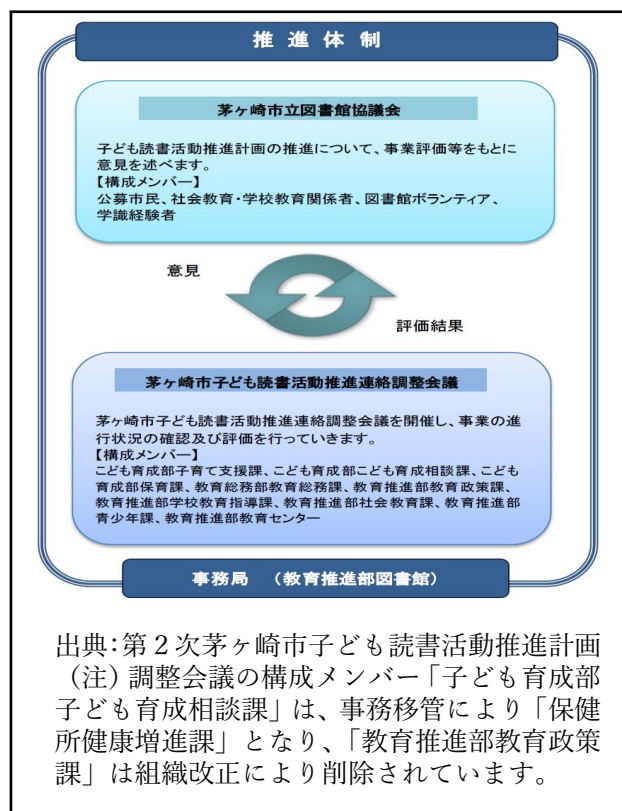 推進体制
茅ヶ崎市立図書館協議会
子ども読書活動推進計画の推進について、事業評価等をもとに
意見を述べます。
【構成メンバー】
公募市民、社会教育・学校教育関係者、図書館ボランティア、
学識経験者
意見
評価結果
茅ヶ崎市子ども読書活動推進連絡調整会議
茅ヶ崎市子ども読書活動推進連絡調整会議を開催し、事業の進
行状況の確認及び評価を行っていきます。
【構成メンバー】
こども育成部子育て支援課、こども育成部こども育成相談課、こども
育成部保育課、教育総務部教育総務課、教育推進部教育政策課、
教育推進部学校教育指導課、教育推進部社会教育課、教育推進部
青少年課、教育推進部教育センター
事務局 （教育推進部図書館）
出典：第２次茅ヶ崎市子ども読書活動推進計画
（注）調整会議の構成メンバー「子ども育成部
子ども育成相談課」は、事務移管により「保健
所健康増進課」となり、「教育推進部教育政策
課」は組織改正により削除されています。